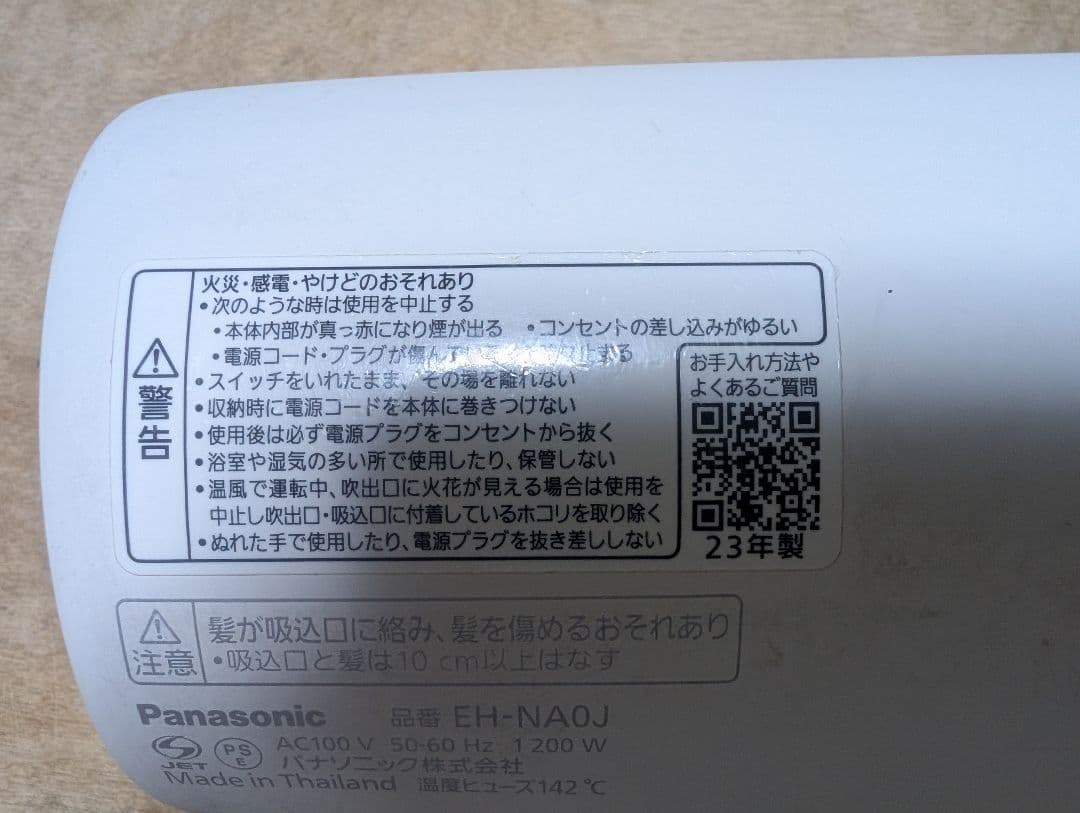 警告
火災・感電・やけどのおそれあり
•次のような時は使用を中止する
•本体内部が真っ赤になり煙が出る •コンセントの差し込みがゆるい
•電源コード・プラグが傷んで する
•スイッチをいれたまま、その場を離れない
•収納時に電源コードを本体に巻きつけない
•使用後は必ず電源プラグをコンセントから抜く
•浴室や湿気の多い所で使用したり、保管しない
•温風で運転中、吹出口に火花が見える場合は使用を
中止し吹出口・吸込口に付着しているホコリを取り除く
•ぬれた手で使用したり、電源プラグを抜き差ししない
お手入れ方法や
よくあるご質問
23年製
注意
髪が吸込口に絡み、髪を傷めるおそれあり
•吸込口と髪は10 cm以上はなす
Panasonic 品番 EH-NA0J
JET PS E AC100 V 50-60 Hz 1 200 W
パナソニック株式会社
Made in Thailand 温度ヒューズ142 ℃